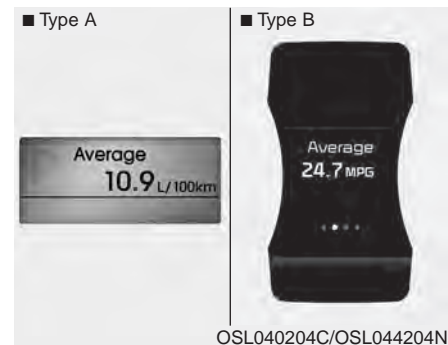 ■ Type A
■ Type B
Average
10.9 L/100km
Average
24.7 MPG
OSL040204C/OSL044204N